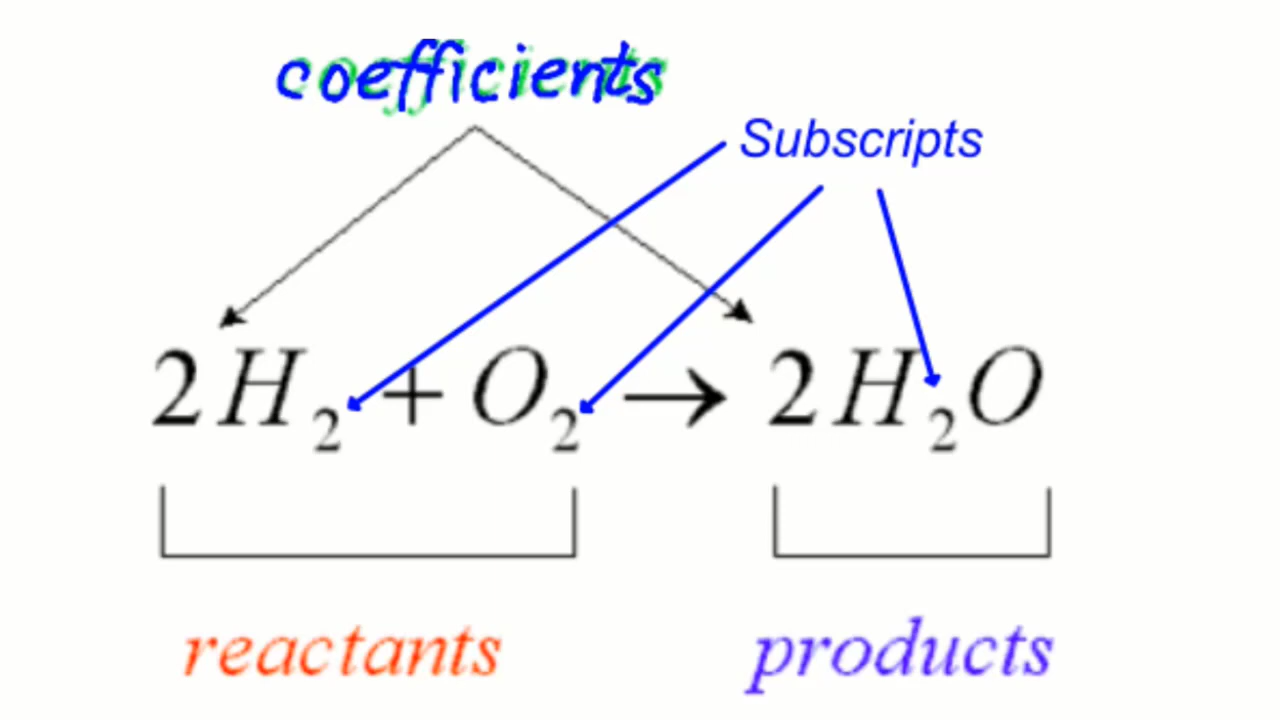 coefficients
Subscripts
2H₂ + O₂ → 2H₂O
reactants products